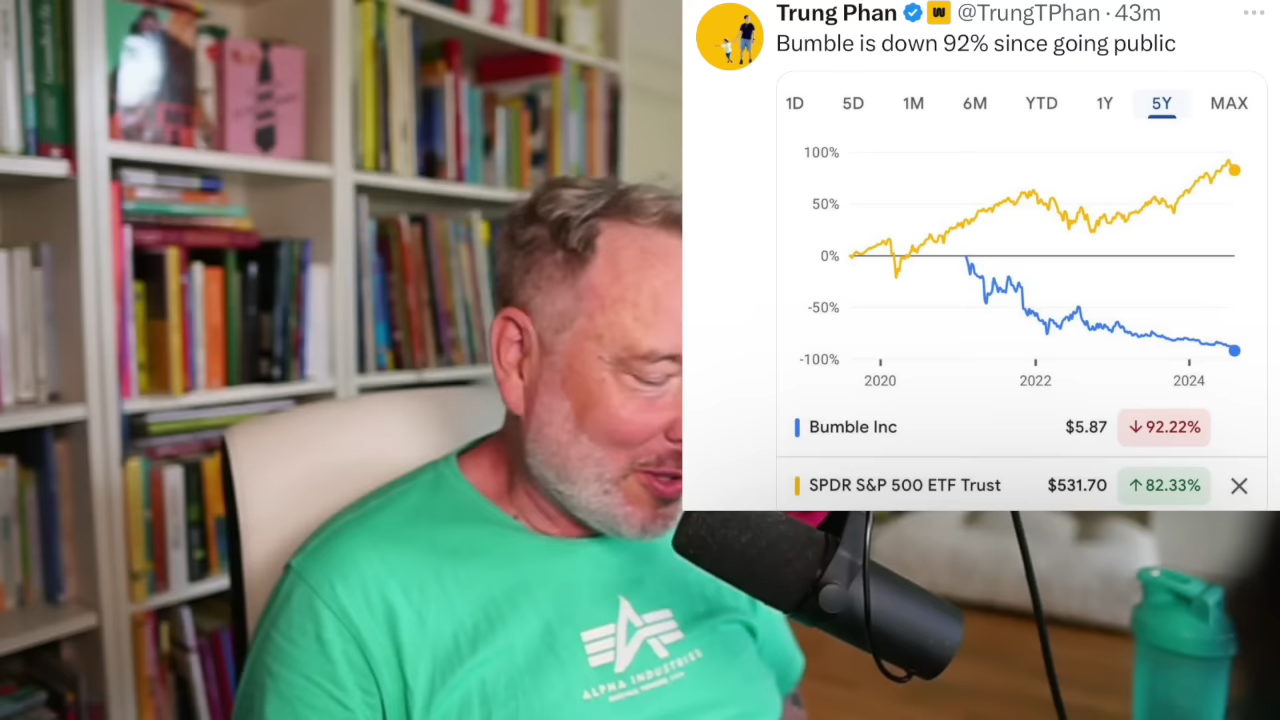 Trung Phan @TrungTPhan · 43m
Bumble is down 92% since going public
1D 5D 1M 6M YTD 1Y 5Y MAX
100%
50%
0%
-50%
-100%
2020 2022 2024
Bumble Inc $5.87 ↓92.22%
SPDR S&P 500 ETF Trust $531.70 ↑82.33%
ALPHA INDUSTRIES